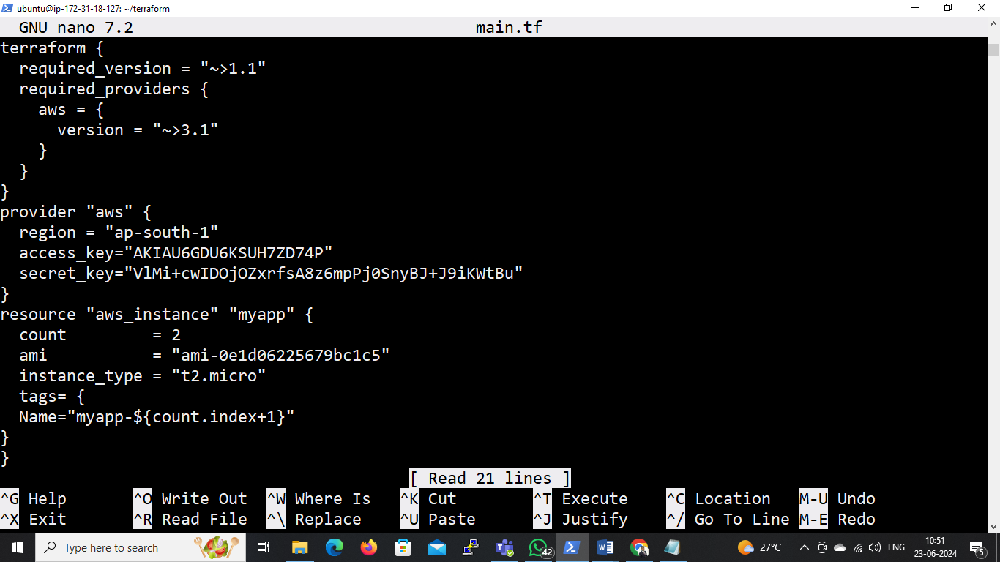 ubuntu@ip-172-31-18-127: ~/terraform
GNU nano 7.2 main.tf
terraform {
  required_version = "~>1.1"
  required_providers {
    aws = {
      version = "~>3.1"
    }
  }
}
provider "aws" {
  region = "ap-south-1"
  access_key="AKIAU6GDU6KSUH7ZD74P"
  secret_key="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"
}
resource "aws_instance" "myapp" {
  count         = 2
  ami           = "ami-0e1d06225679bc1c5"
  instance_type = "t2.micro"
  tags= {
  Name="myapp-${count.index+1}"
}
}
[ Read 21 lines ]
^G Help ^O Write Out ^W Where Is ^K Cut ^T Execute ^C Location M-U Undo
^X Exit ^R Read File ^\ Replace ^U Paste ^J Justify ^/ Go To Line M-E Redo
Type here to search 42 27°C ENG 10:51 5
23-06-2024